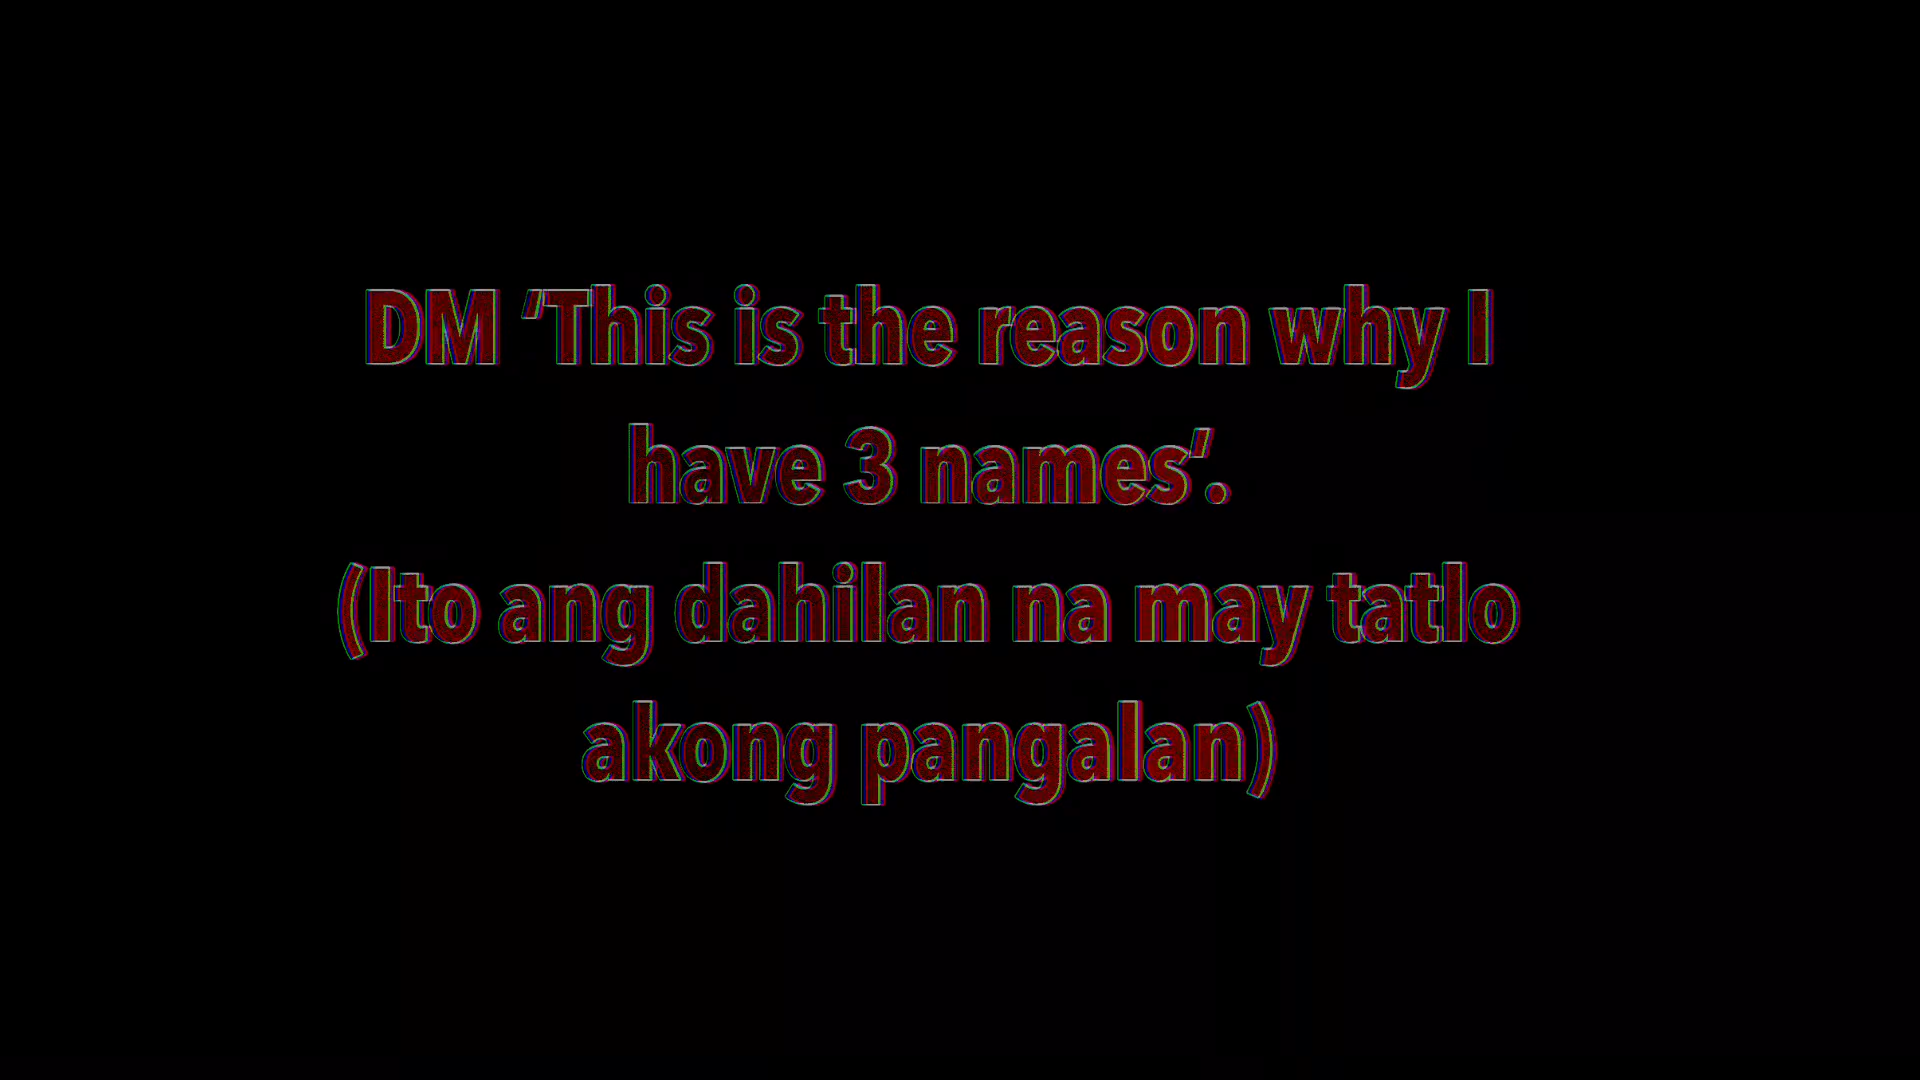 DM ‘This is the reason why I
have 3 names’.
(Ito ang dahilan na may tatlo
akong pangalan)